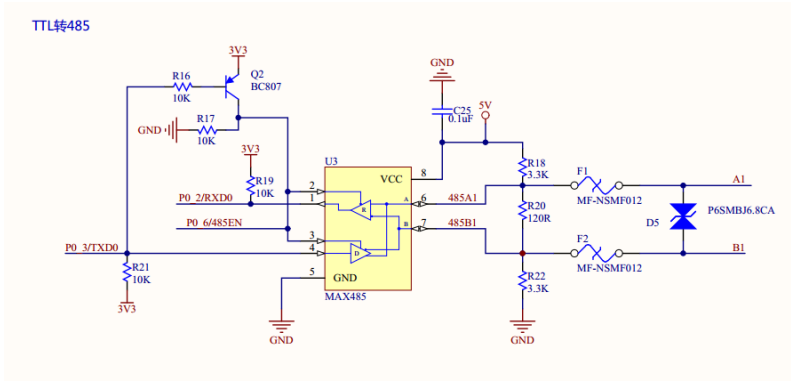 TTL转485
3V3
Q2
BC807
R16
10K
R17
10K
GND
3V3
R19
10K
P0_2/RXD0
P0_6/485EN
P0_3/TXD0
R21
10K
3V3
U3
2
1
3
4
5
VCC
8
R
A
6
B
7
D
GND
MAX485
GND
GND
C25
0.1uF
5V
485A1
485B1
R18
3.3K
R20
120R
R22
3.3K
GND
F1
MF-NSMF012
F2
MF-NSMF012
D5
P6SMBJ6.8CA
A1
B1